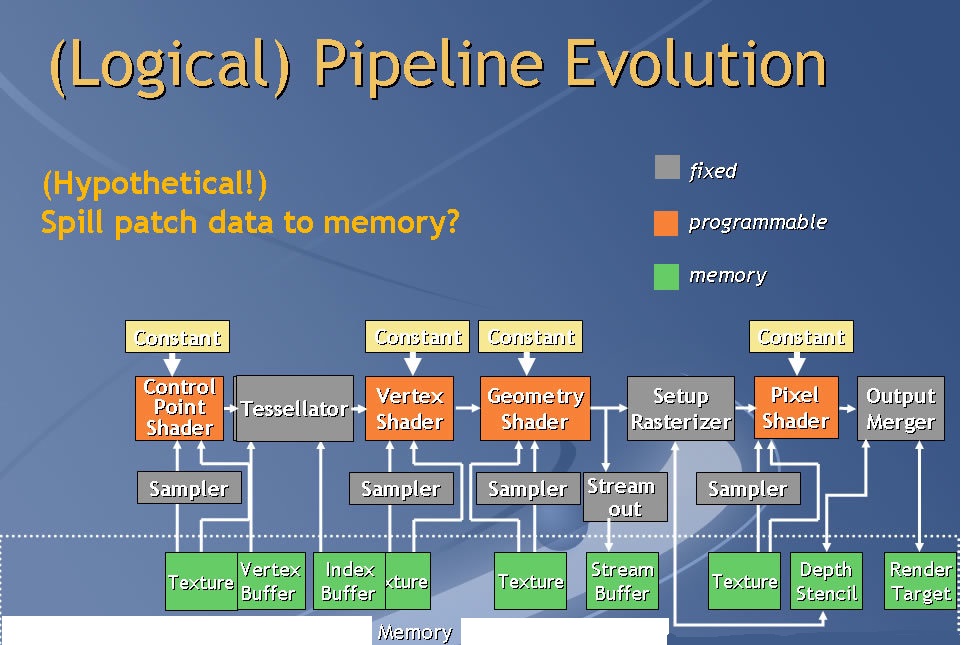 (Logical) Pipeline Evolution
(Hypothetical!)
Spill patch data to memory?
fixed
programmable
memory
Constant
Constant
Constant
Constant
Control
Point
Shader
Tessellator
Vertex
Shader
Geometry
Shader
Setup
Rasterizer
Pixel
Shader
Output
Merger
Sampler
Sampler
Sampler
Stream
out
Sampler
Texture
Vertex
Buffer
Index
Buffer
xture
Texture
Stream
Buffer
Texture
Depth
Stencil
Render
Target
Memory